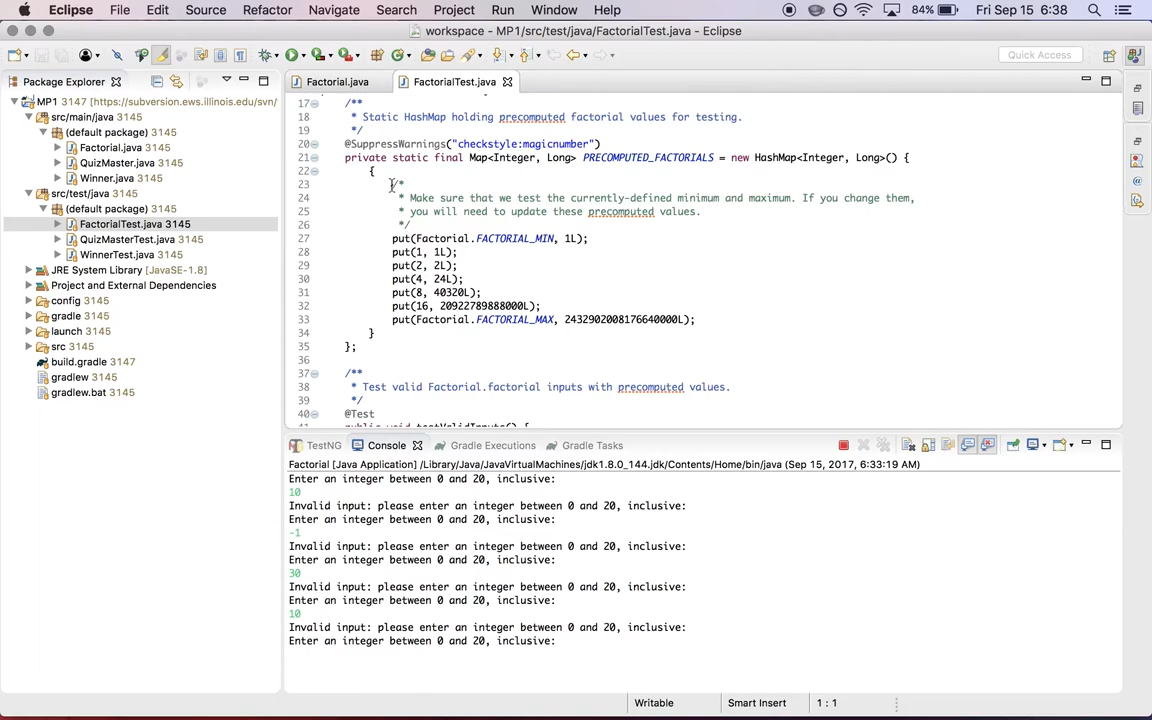 Eclipse File Edit Source Refactor Navigate Search Project Run Window Help 84% Fri Sep 15 6:38
workspace - MP1/src/test/java/FactorialTest.java - Eclipse
Quick Access
Package Explorer
MP1 3147 [https://subversion.ews.illinois.edu/svn/
src/main/java 3145
(default package) 3145
Factorial.java 3145
QuizMaster.java 3145
Winner.java 3145
src/test/java 3145
(default package) 3145
FactorialTest.java 3145
QuizMasterTest.java 3145
WinnerTest.java 3145
JRE System Library [JavaSE-1.8]
Project and External Dependencies
config 3145
gradle 3145
launch 3145
src 3145
build.gradle 3147
gradlew 3145
gradlew.bat 3145
Factorial.java FactorialTest.java
17 /**
18 * Static HashMap holding precomputed factorial values for testing.
19 */
20 @SuppressWarnings("checkstyle:magicnumber")
21 private static final Map<Integer, Long> PRECOMPUTED_FACTORIALS = new HashMap<Integer, Long>() {
22 {
23 /*
24 * Make sure that we test the currently-defined minimum and maximum. If you change them,
25 * you will need to update these precomputed values.
26 */
27 put(Factorial.FACTORIAL_MIN, 1L);
28 put(1, 1L);
29 put(2, 2L);
30 put(4, 24L);
31 put(8, 40320L);
32 put(16, 20922789888000L);
33 put(Factorial.FACTORIAL_MAX, 2432902008176640000L);
34 }
35 };
36
37 /**
38 * Test valid Factorial.factorial inputs with precomputed values.
39 */
40 @Test
41 public void testValidInputs() {
TestNG Console Gradle Executions Gradle Tasks
Factorial [Java Application] /Library/Java/JavaVirtualMachines/jdk1.8.0_144.jdk/Contents/Home/bin/java (Sep 15, 2017, 6:33:19 AM)
Enter an integer between 0 and 20, inclusive:
10
Invalid input: please enter an integer between 0 and 20, inclusive:
Enter an integer between 0 and 20, inclusive:
-1
Invalid input: please enter an integer between 0 and 20, inclusive:
Enter an integer between 0 and 20, inclusive:
30
Invalid input: please enter an integer between 0 and 20, inclusive:
Enter an integer between 0 and 20, inclusive:
10
Invalid input: please enter an integer between 0 and 20, inclusive:
Enter an integer between 0 and 20, inclusive:
Writable Smart Insert 1 : 1